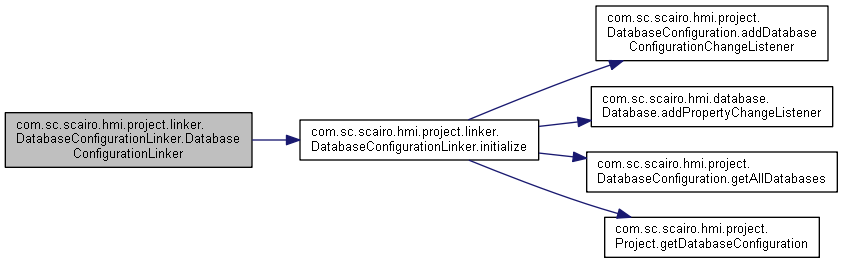 com.sc.scairo.hmi.project.linker.
DatabaseConfigurationLinker.Database
ConfigurationLinker
com.sc.scairo.hmi.project.linker.
DatabaseConfigurationLinker.initialize
com.sc.scairo.hmi.project.
DatabaseConfiguration.addDatabase
ConfigurationChangeListener
com.sc.scairo.hmi.database.
Database.addPropertyChangeListener
com.sc.scairo.hmi.project.
DatabaseConfiguration.getAllDatabases
com.sc.scairo.hmi.project.
Project.getDatabaseConfiguration